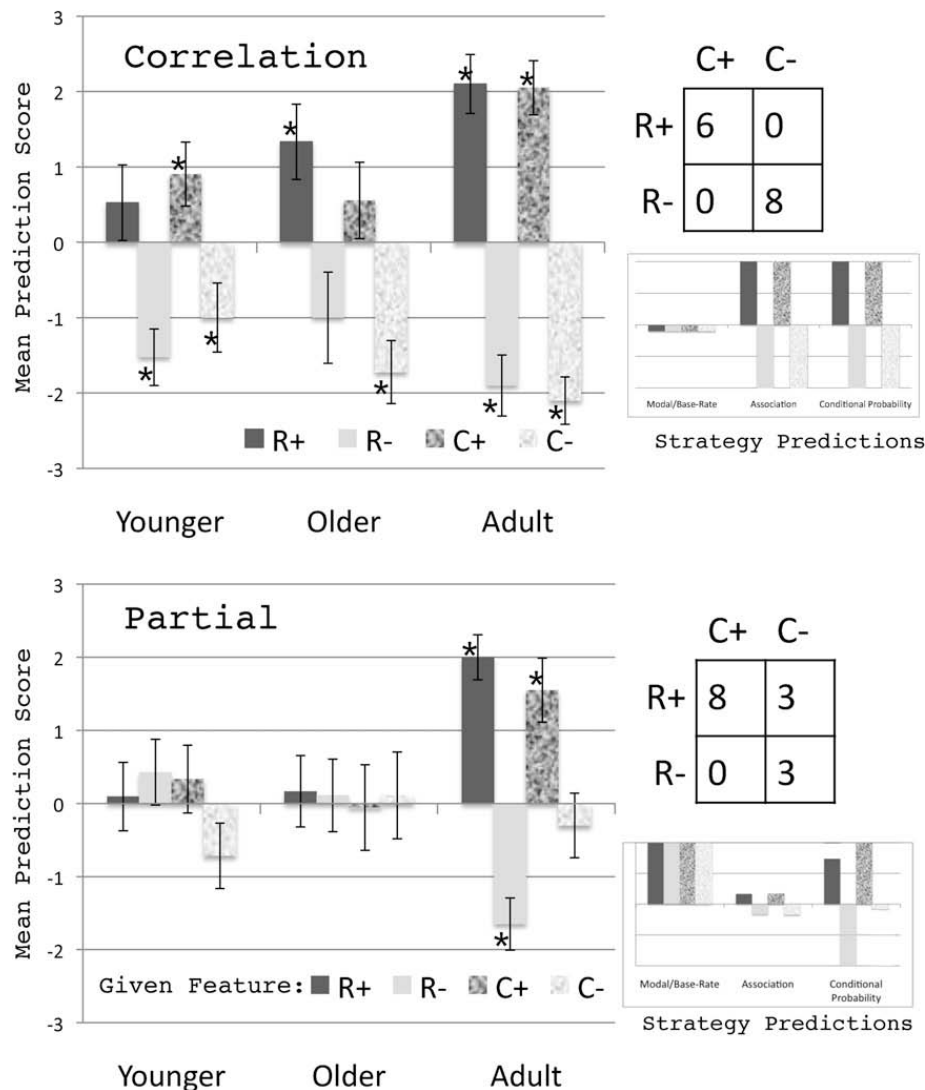 3
Correlation
2
1
0
-1
-2
-3
Mean Prediction Score
* * * * * * * * *
R+ R- C+ C-
Younger Older Adult
C+ C-
R+ 6 0
R- 0 8
Modal/Base-Rate Association Conditional Probability
Strategy Predictions
3
Partial
2
1
0
-1
-2
-3
Mean Prediction Score
* * *
Given Feature: R+ R- C+ C-
Younger Older Adult
C+ C-
R+ 8 3
R- 0 3
Modal/Base-Rate Association Conditional
Probability
Strategy Predictions